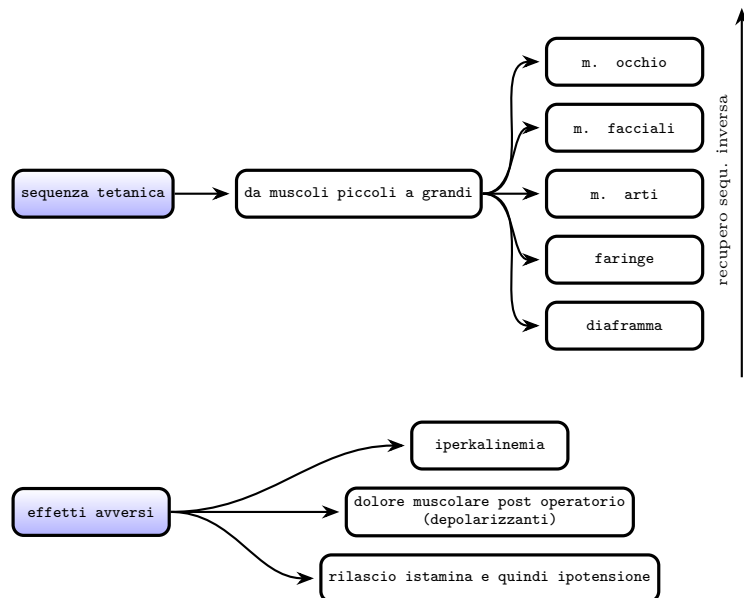 m. occhio
m. facciali
sequenza tetanica
da muscoli piccoli a grandi
m. arti
faringe
diaframma
recupero sequ. inversa
iperkalinemia
effetti avversi
dolore muscolare post operatorio
(depolarizzanti)
rilascio istamina e quindi ipotensione